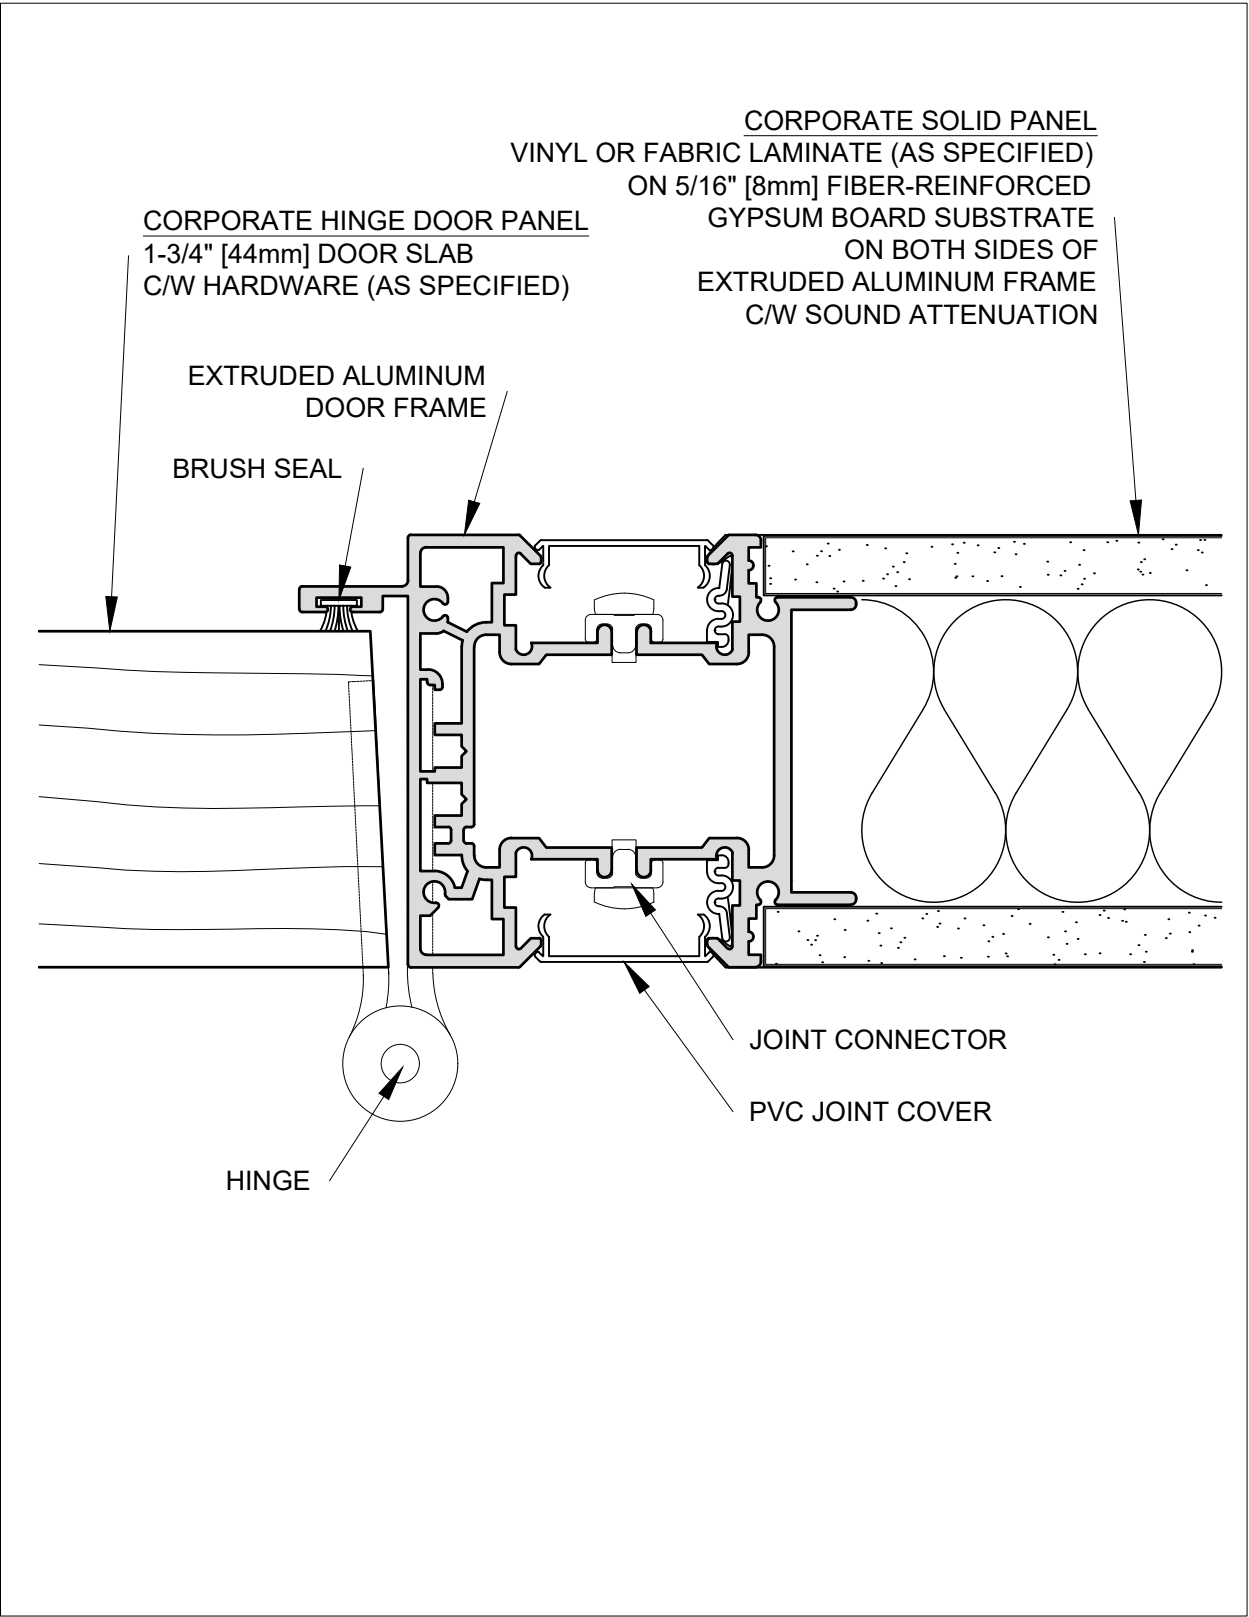 CORPORATE SOLID PANEL
VINYL OR FABRIC LAMINATE (AS SPECIFIED)
ON 5/16" [8mm] FIBER-REINFORCED
GYPSUM BOARD SUBSTRATE
ON BOTH SIDES OF
EXTRUDED ALUMINUM FRAME
C/W SOUND ATTENUATION
CORPORATE HINGE DOOR PANEL
1-3/4" [44mm] DOOR SLAB
C/W HARDWARE (AS SPECIFIED)
EXTRUDED ALUMINUM
DOOR FRAME
BRUSH SEAL
JOINT CONNECTOR
PVC JOINT COVER
HINGE